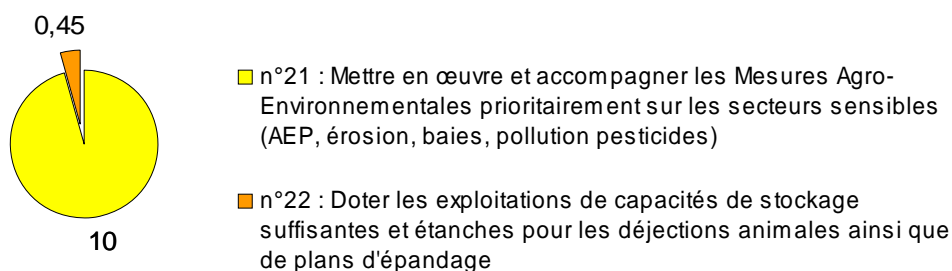 0,45
10
n°21 : Mettre en œuvre et accompagner les Mesures Agro-
Environnementales prioritairement sur les secteurs sensibles
(AEP, érosion, baies, pollution pesticides)
n°22 : Doter les exploitations de capacités de stockage
suffisantes et étanches pour les déjections animales ainsi que
de plans d'épandage